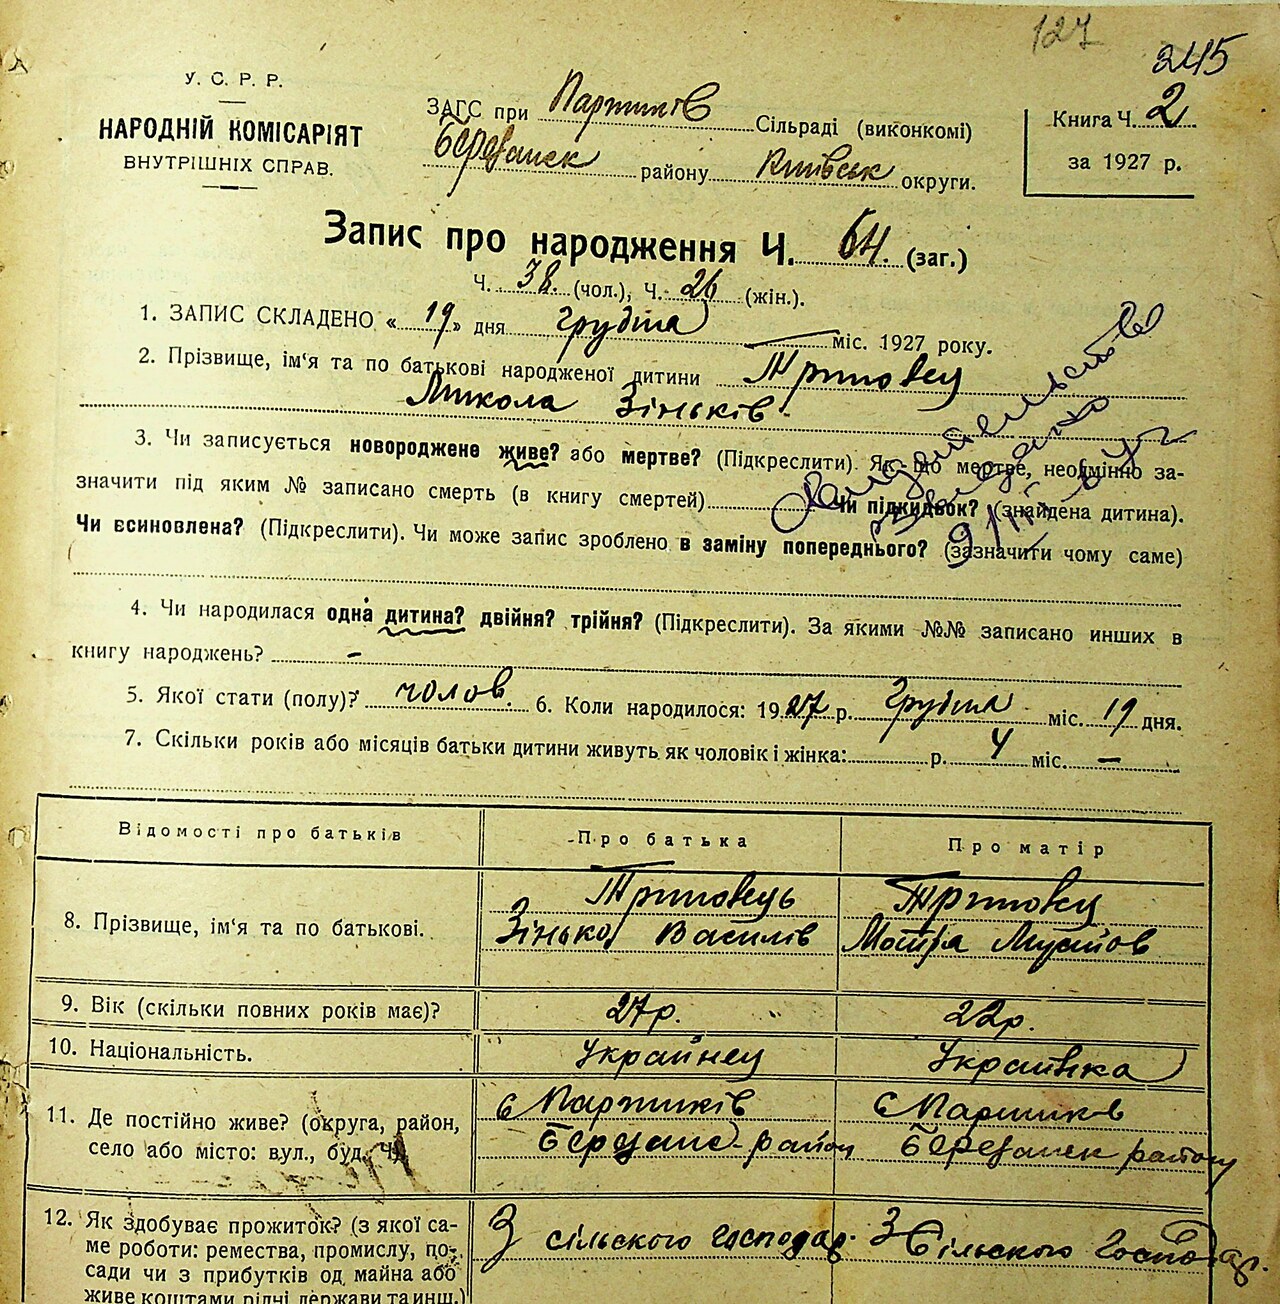 127
245
У. С. Р. Р.
НАРОДНІЙ КОМІСАРІЯТ
ВНУТРІШНІХ СПРАВ.
ЗАГС при Пархимів Сільраді (виконкомі)
Березанск району Київськ округи.
Книга Ч. 2
за 1927 р.
Запис про народження Ч. 64. (заг.)
Ч. 38. (чол.), Ч. 26 (жін.).
1. ЗАПИС СКЛАДЕНО « 19 » дня грудня міс. 1927 року.
2. Прізвище, ім'я та по батькові народженої дитини
Микола Зіньків.
3. Чи записується новороджене живе? або мертве? (Підкреслити). Як що мертве, неодмінно за-
значити під яким № записано смерть (в книгу смертей) Чи підкидьок? (знайдена дитина).
Чи всиновлена? (Підкреслити). Чи може запис зроблено в заміну попереднього? (зазначити чому саме)
4. Чи народилася одна дитина? двійня? трійня? (Підкреслити). За якими №№ записано инших в
книгу народжень? –
5. Якої стати (полу)? чолов. 6. Коли народилося: 1927 р. Грудня міс. 19 дня.
7. Скільки років або місяців батьки дитини живуть як чоловік і жінка: р. 4 міс. –
Відомості про батьків
Про батька
Про матір
8. Прізвище, ім'я та по батькові.
Зінько Василів
9. Вік (скільки повних років має)?
27 р.
22 р.
10. Національність.
Українец
Українка
11. Де постійно живе? (округа, район,
село або місто: вул., буд. Ч)
12. Як здобуває прожиток? (з якої са-
ме роботи: ремества, промислу, по-
сади чи з прибутків од майна або
живе коштами рідні держави та инш.)
З сільского господар.
З Сільского Господар.